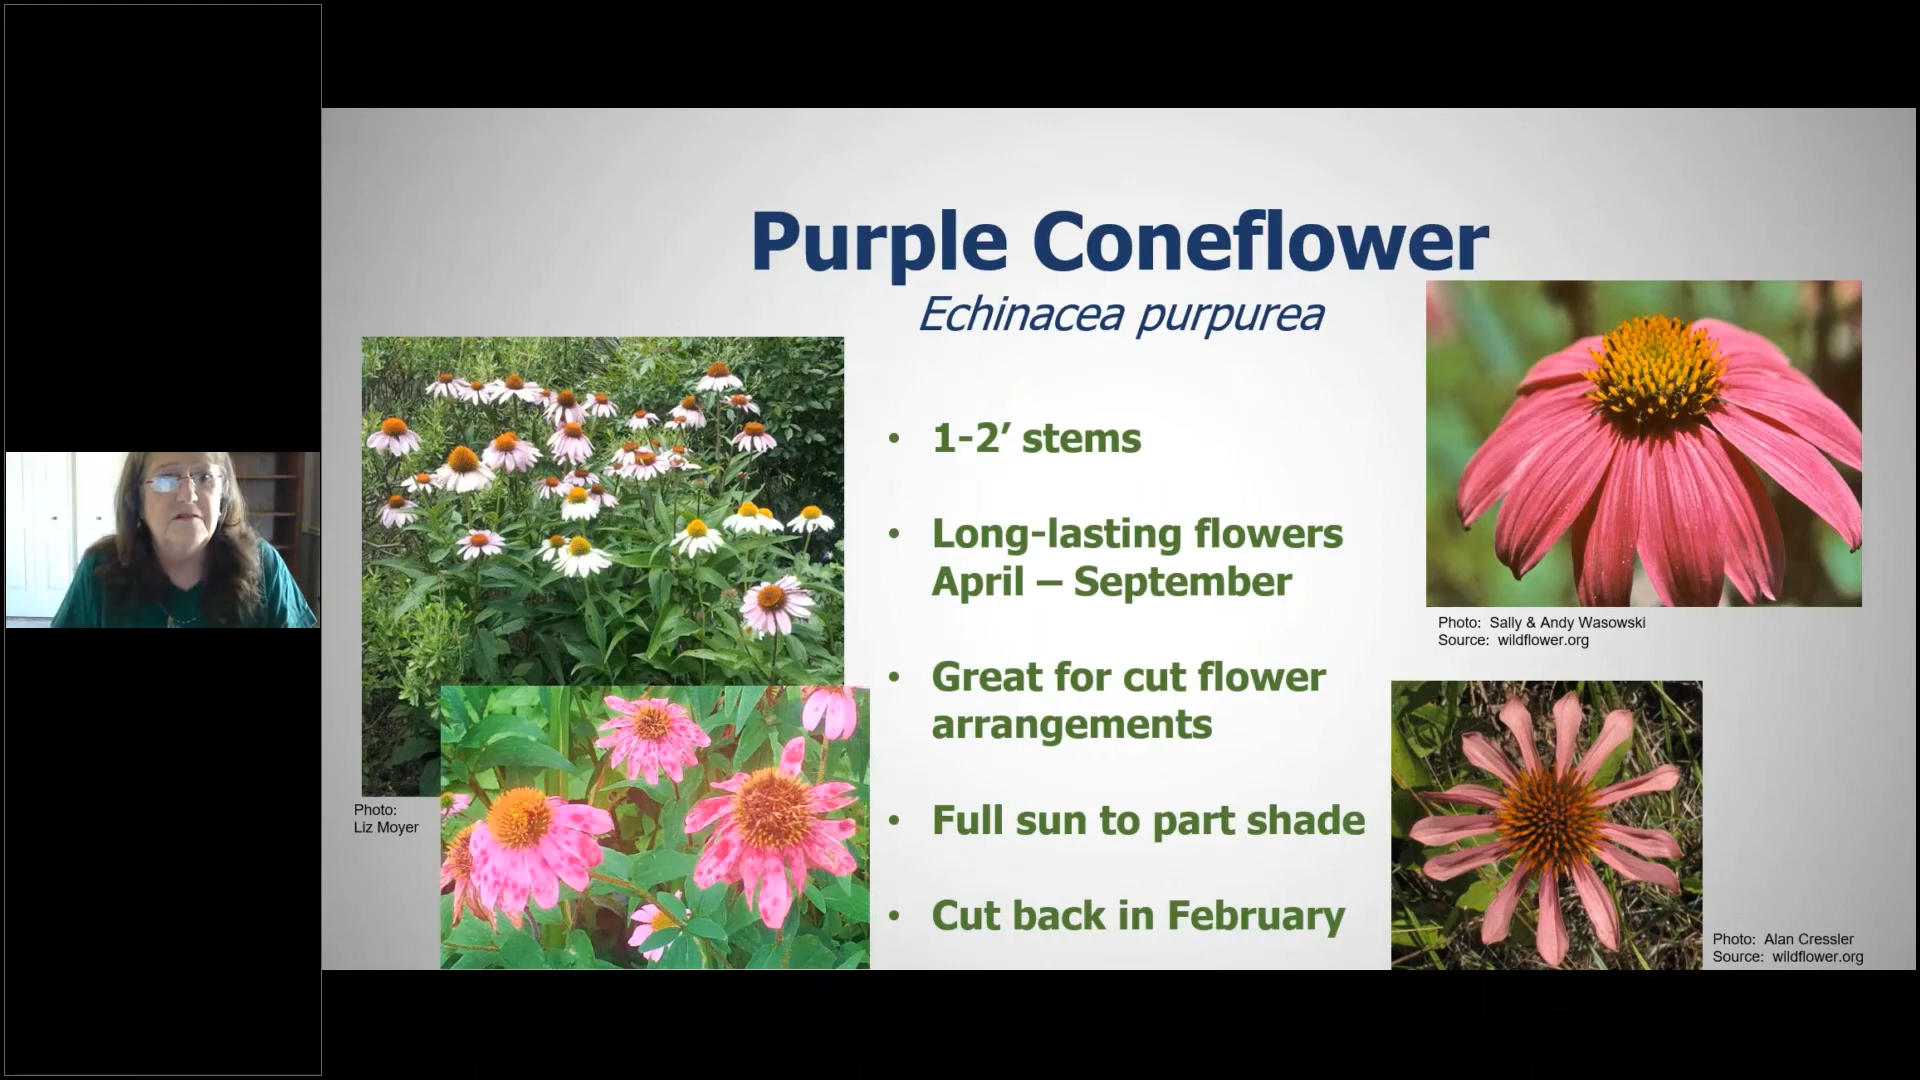 Purple Coneflower
Echinacea purpurea
• 1-2’ stems
• Long-lasting flowers
April – September
• Great for cut flower
arrangements
• Full sun to part shade
• Cut back in February
Photo:
Liz Moyer
Photo: Sally & Andy Wasowski
Source: wildflower.org
Photo: Alan Cressler
Source: wildflower.org